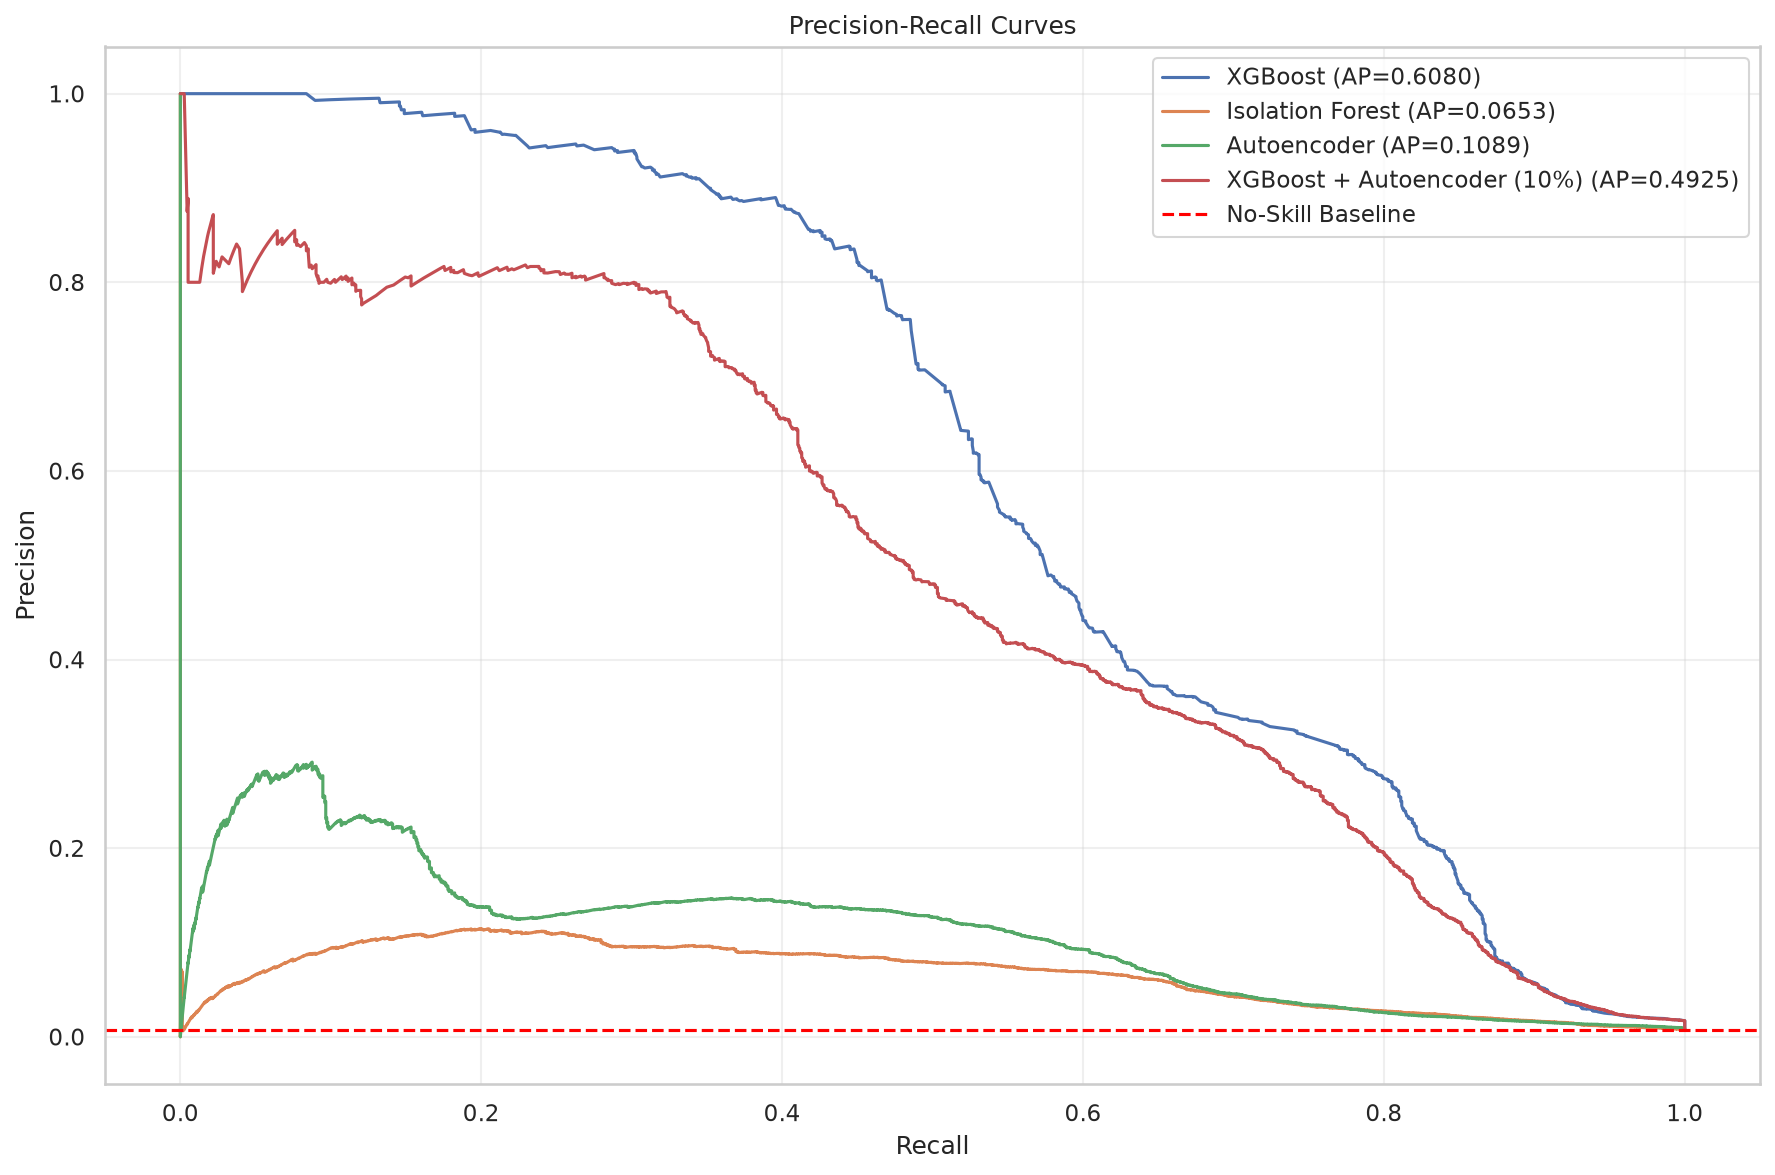 Precision-Recall Curves
XGBoost (AP=0.6080)
Isolation Forest (AP=0.0653)
Autoencoder (AP=0.1089)
XGBoost + Autoencoder (10%) (AP=0.4925)
No-Skill Baseline
Precision
1.0
0.8
0.6
0.4
0.2
0.0
0.0 0.2 0.4 0.6 0.8 1.0
Recall